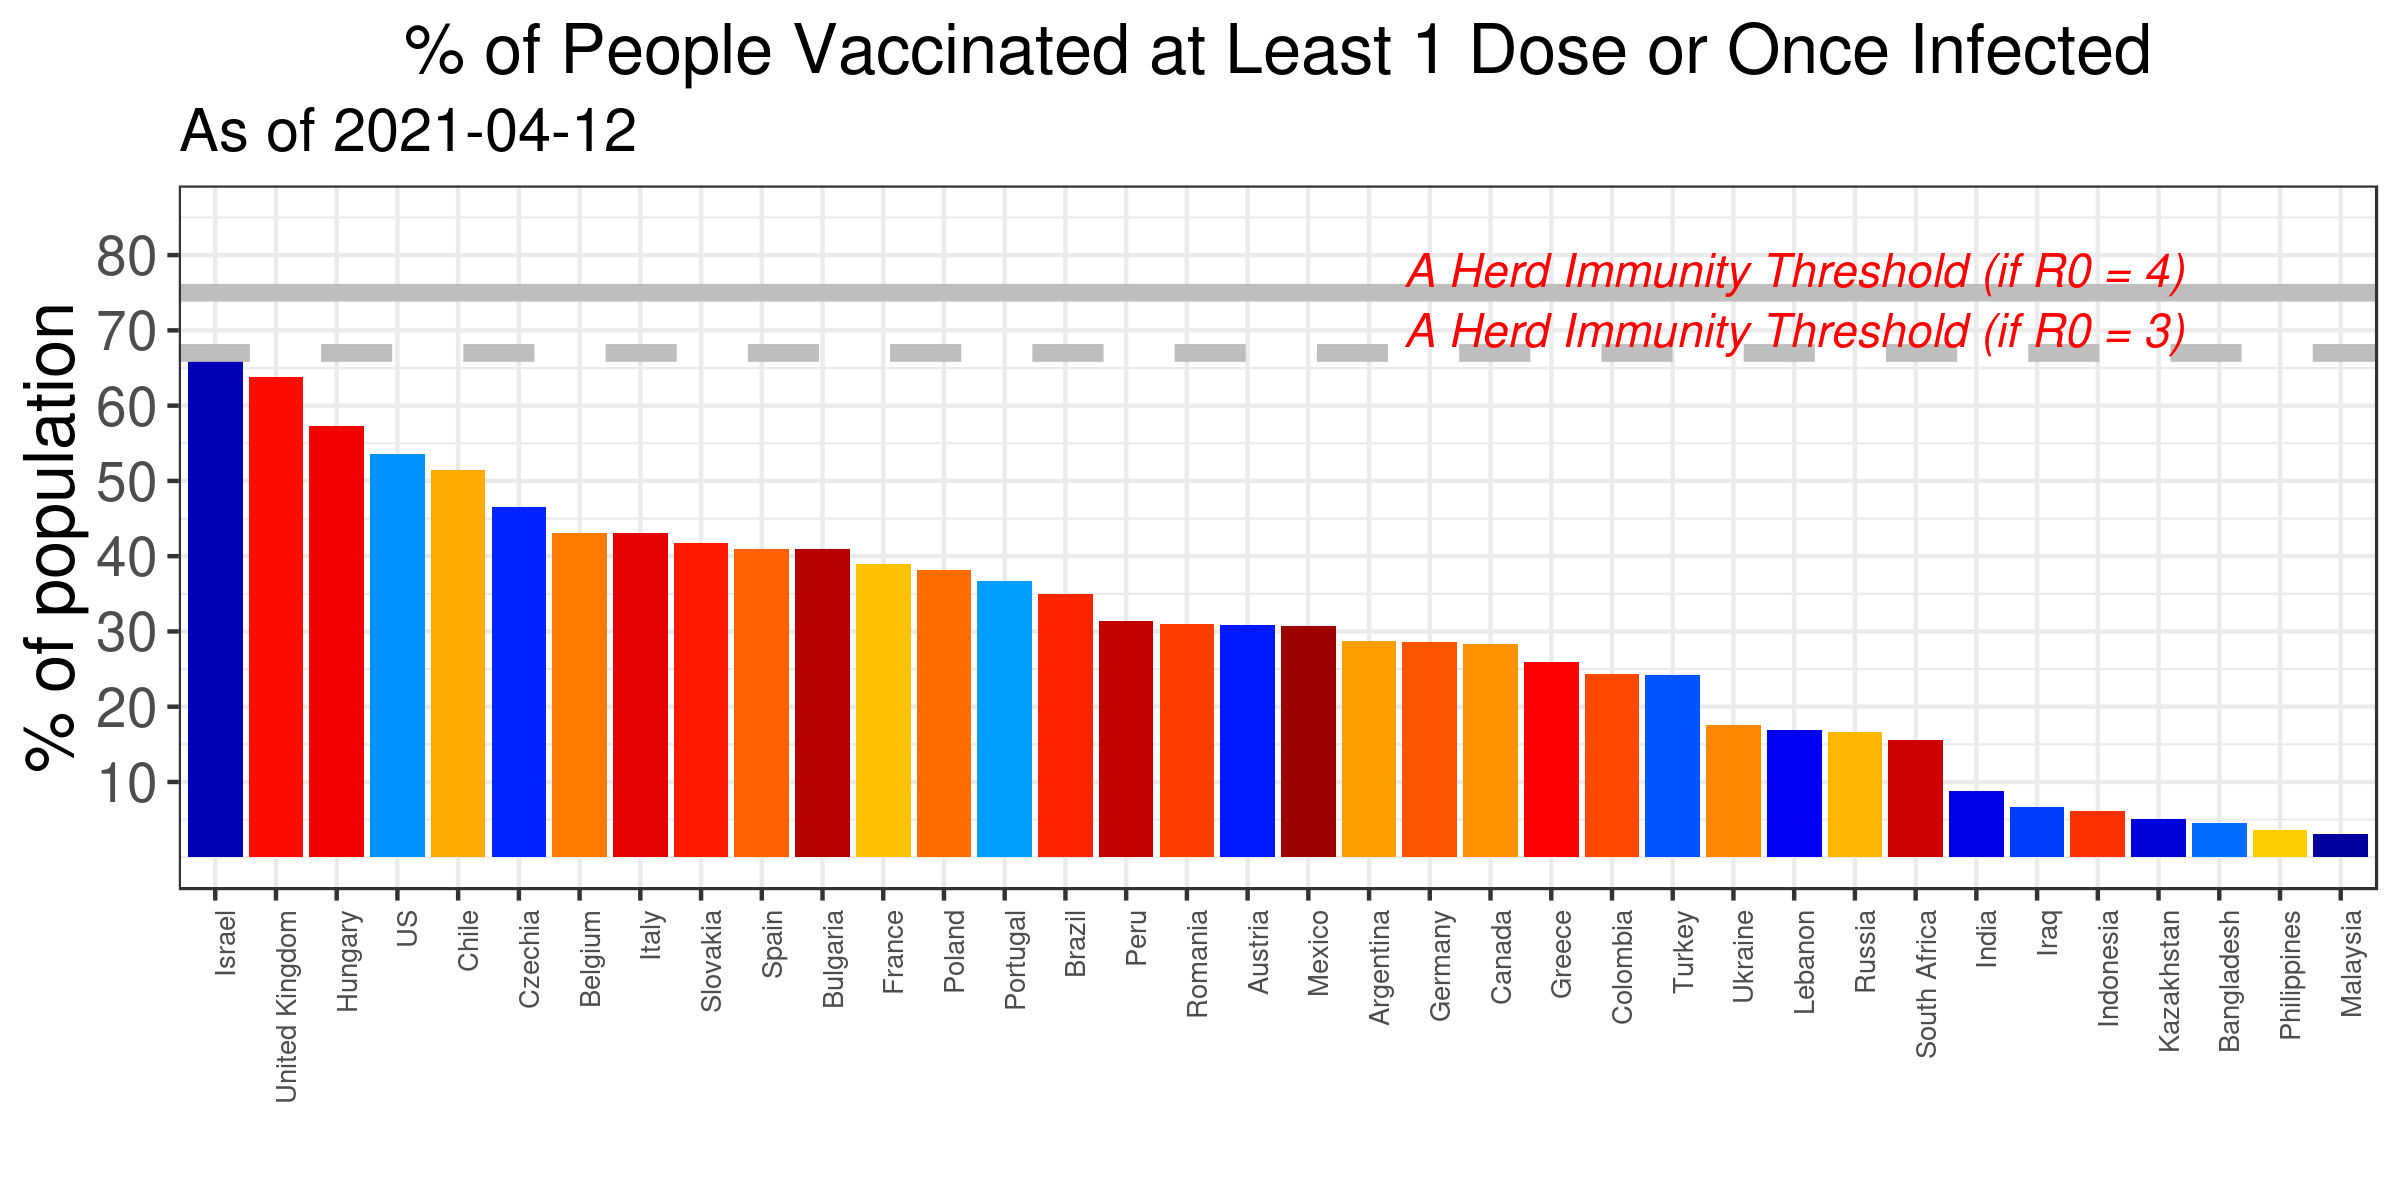 % of People Vaccinated at Least 1 Dose or Once Infected
As of 2021-04-12
% of population
80
70
60
50
40
30
20
10
A Herd Immunity Threshold (if R0 = 4)
A Herd Immunity Threshold (if R0 = 3)
Israel
United Kingdom
Hungary
US
Chile
Czechia
Belgium
Italy
Slovakia
Spain
Bulgaria
France
Poland
Portugal
Brazil
Peru
Romania
Austria
Mexico
Argentina
Germany
Canada
Greece
Colombia
Turkey
Ukraine
Lebanon
Russia
South Africa
India
Iraq
Indonesia
Kazakhstan
Bangladesh
Philippines
Malaysia